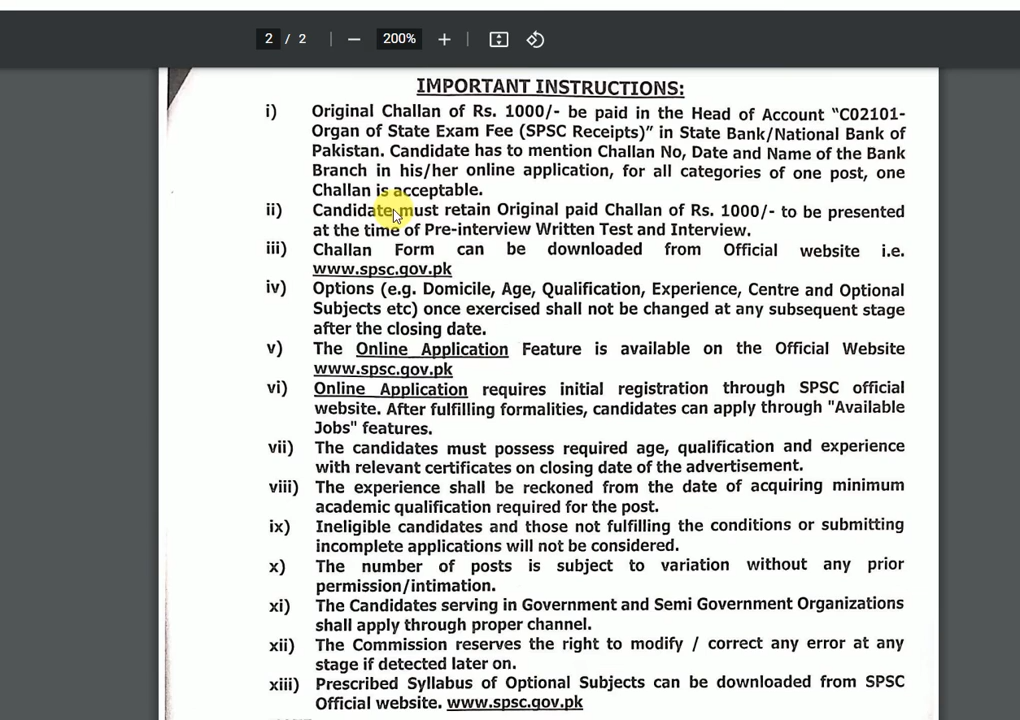 2 / 2 200%
IMPORTANT INSTRUCTIONS:
i) Original Challan of Rs. 1000/- be paid in the Head of Account "C02101-
Organ of State Exam Fee (SPSC Receipts)" in State Bank/National Bank of
Pakistan. Candidate has to mention Challan No, Date and Name of the Bank
Branch in his/her online application, for all categories of one post, one
Challan is acceptable.
ii) Candidate must retain Original paid Challan of Rs. 1000/- to be presented
at the time of Pre-interview Written Test and Interview.
iii) Challan Form can be downloaded from Official website i.e.
www.spsc.gov.pk
iv) Options (e.g. Domicile, Age, Qualification, Experience, Centre and Optional
Subjects etc) once exercised shall not be changed at any subsequent stage
after the closing date.
v) The Online Application Feature is available on the Official Website
www.spsc.gov.pk
vi) Online Application requires initial registration through SPSC official
website. After fulfilling formalities, candidates can apply through "Available
Jobs" features.
vii) The candidates must possess required age, qualification and experience
with relevant certificates on closing date of the advertisement.
viii) The experience shall be reckoned from the date of acquiring minimum
academic qualification required for the post.
ix) Ineligible candidates and those not fulfilling the conditions or submitting
incomplete applications will not be considered.
x) The number of posts is subject to variation without any prior
permission/intimation.
xi) The Candidates serving in Government and Semi Government Organizations
shall apply through proper channel.
xii) The Commission reserves the right to modify / correct any error at any
stage if detected later on.
xiii) Prescribed Syllabus of Optional Subjects can be downloaded from SPSC
Official website. www.spsc.gov.pk